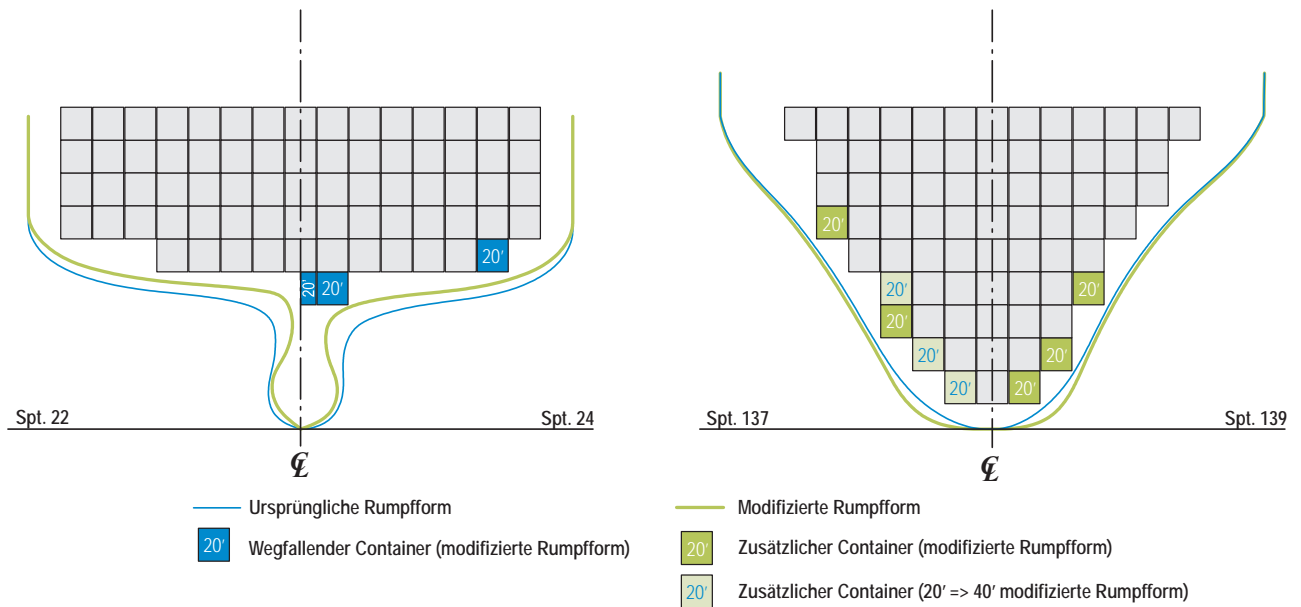 20'
20'
20' 20'
20'
20' 20'
20'
20' 20'
20' 20'
Spt. 22 Spt. 24 Spt. 137 Spt. 139
℄ ℄
Ursprüngliche Rumpfform
Modifizierte Rumpfform
20' Wegfallender Container (modifizierte Rumpfform)
20' Zusätzlicher Container (modifizierte Rumpfform)
20' Zusätzlicher Container (20' => 40' modifizierte Rumpfform)